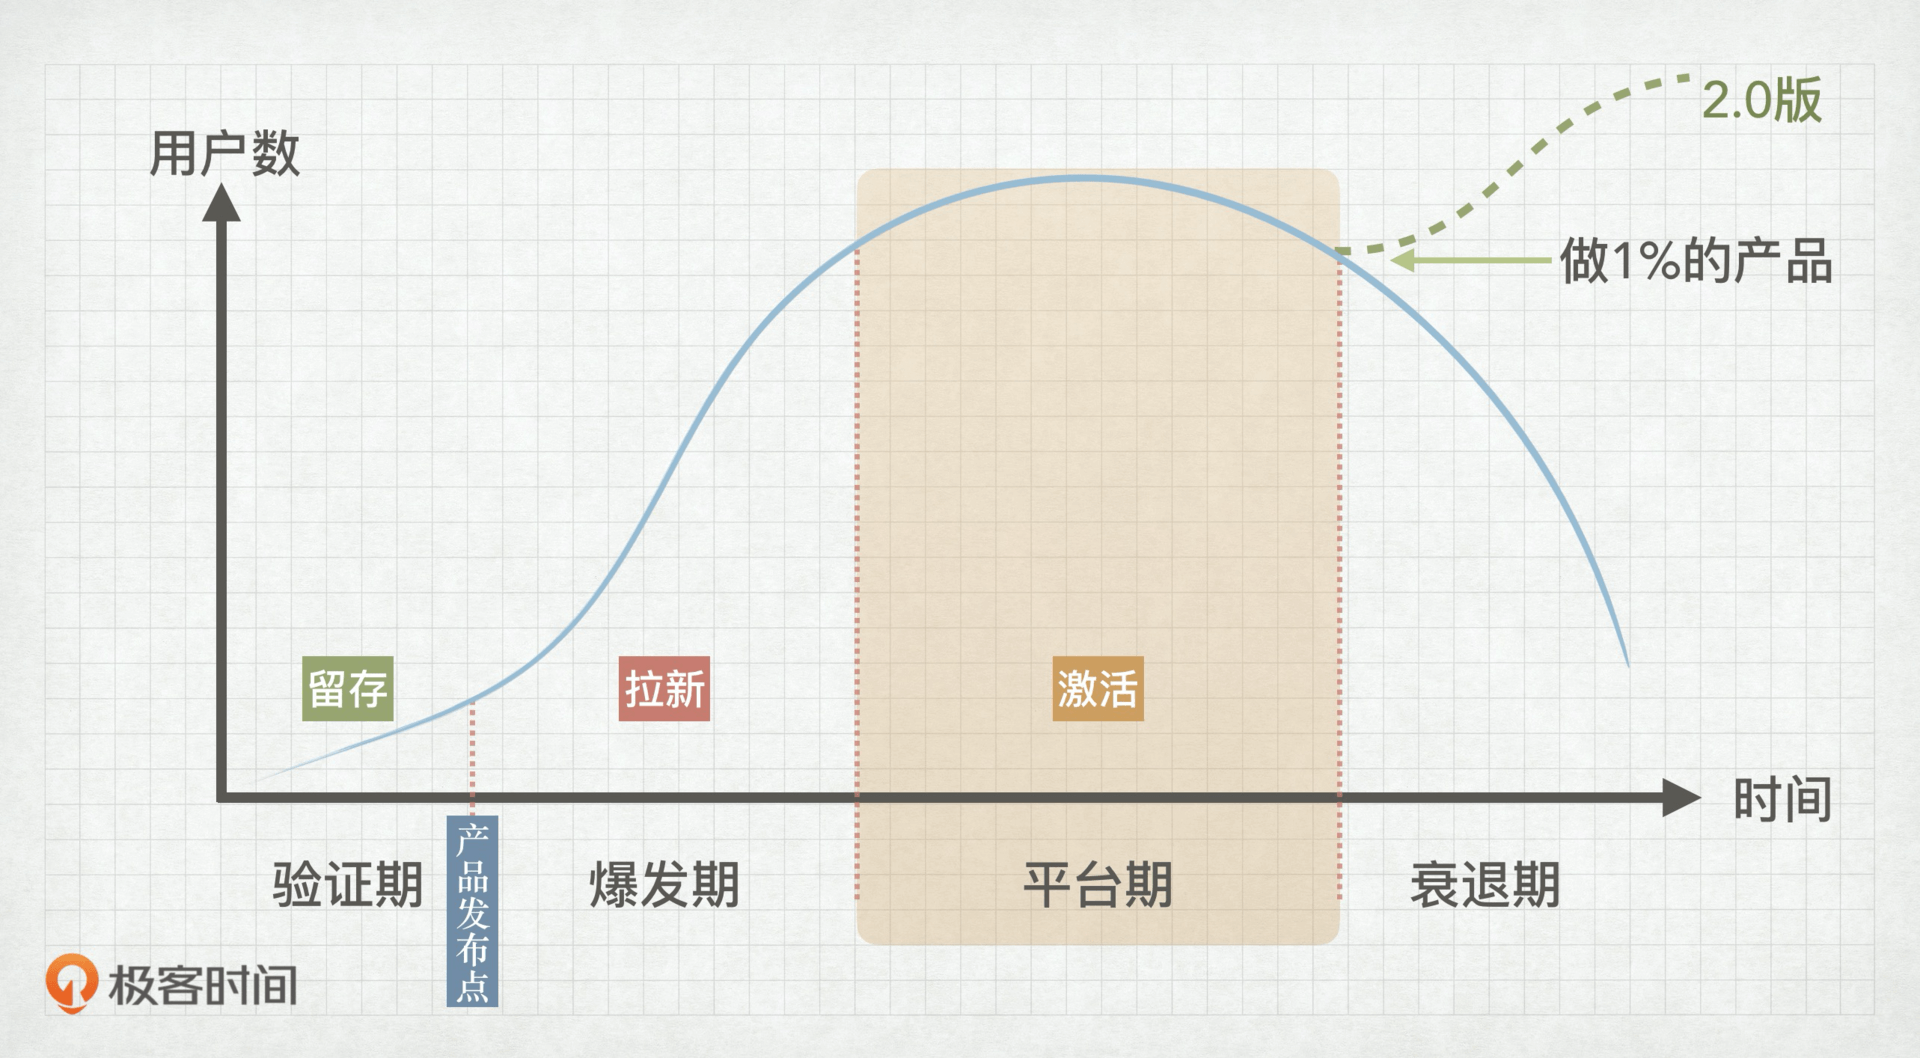 2.0版
用户数
做1%的产品
留存
拉新
激活
时间
验证期
产品发布点
爆发期
平台期
衰退期
极客时间